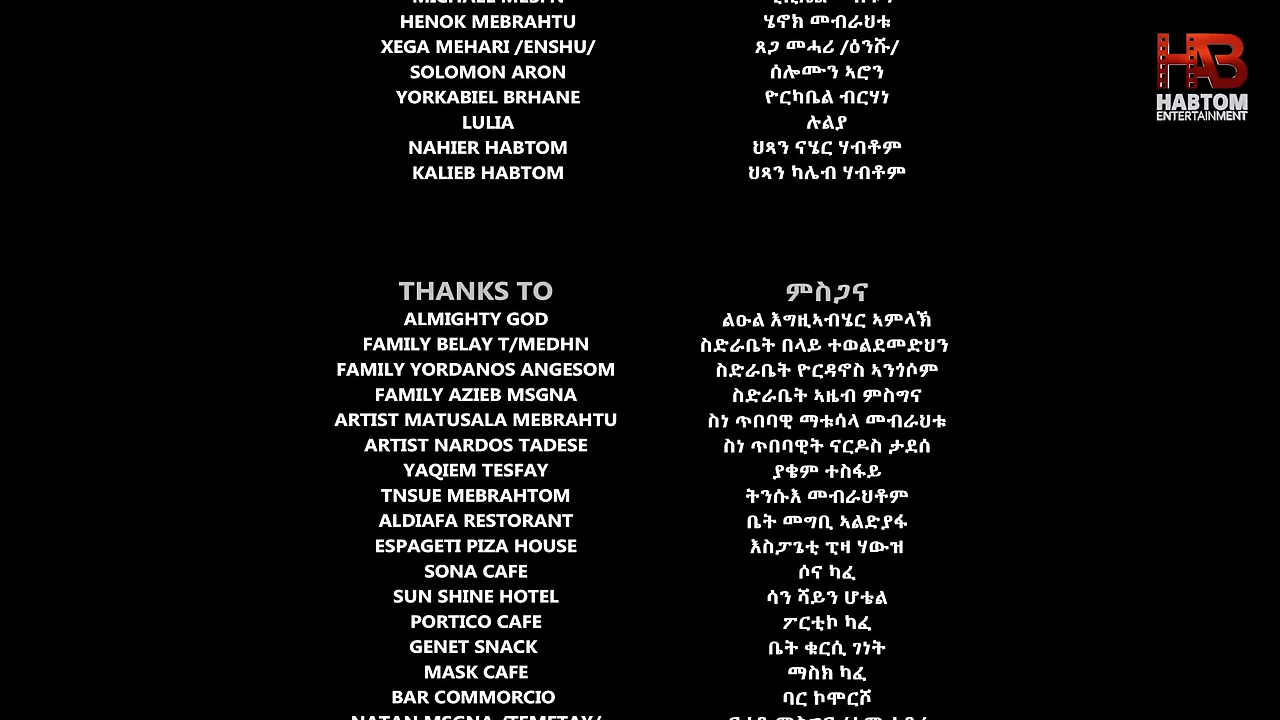 HENOK MEBRAHTU ሄኖክ መብራህቱ
XEGA MEHARI /ENSHU/ ጸጋ መሓሪ /ዕንሹ/
SOLOMON ARON ሰሎሙን ኣሮን
YORKABIEL BRHANE ዮርካቤል ብርሃነ
LULIA ሉልያ
NAHIER HABTOM ህጻን ናሄር ሃብቶም
KALIEB HABTOM ህጻን ካሌብ ሃብቶም
HAB
HABTOM
ENTERTAINMENT
THANKS TO ምስጋና
ALMIGHTY GOD ልዑል እግዚኣብሄር ኣምላኽ
FAMILY BELAY T/MEDHN ስድራቤት በላይ ተወልደመድህን
FAMILY YORDANOS ANGESOM ስድራቤት ዮርዳኖስ ኣንጎሶም
FAMILY AZIEB MSGNA ስድራቤት ኣዜብ ምስግና
ARTIST MATUSALA MEBRAHTU ስነ ጥበባዊ ማቱሳላ መብራህቱ
ARTIST NARDOS TADESE ስነ ጥበባዊት ናርዶስ ታደሰ
YAQIEM TESFAY ያቄም ተስፋይ
TNSUE MEBRAHTOM ትንሱእ መብራህቶም
ALDIAFA RESTORANT ቤት መግቢ ኣልድያፋ
ESPAGETI PIZA HOUSE እስፓጌቲ ፒዛ ሃውዝ
SONA CAFE ሶና ካፈ
SUN SHINE HOTEL ሳን ሻይን ሆቴል
PORTICO CAFE ፖርቲኮ ካፈ
GENET SNACK ቤት ቁርሲ ገነት
MASK CAFE ማስክ ካፈ
BAR COMMORCIO ባር ኮሞርሾ
NATAN MSGNA /TEMETAY/